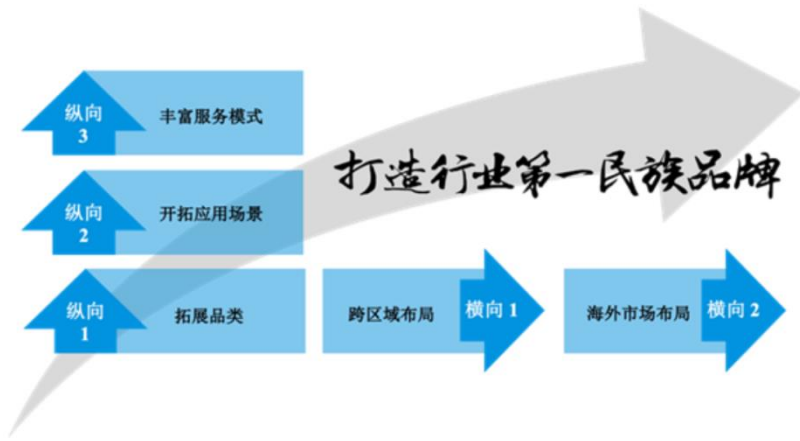 纵向
3
丰富服务模式
打造行业第一民族品牌
纵向
2
开拓应用场景
纵向
1
拓展品类
跨区域布局
横向 1
海外市场布局
横向 2